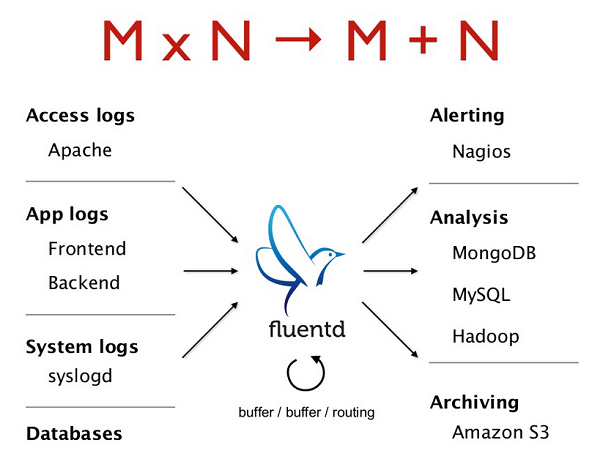 M x N → M + N
Access logs
Apache
App logs
Frontend
Backend
System logs
syslogd
Databases
fluentd
buffer / buffer / routing
Alerting
Nagios
Analysis
MongoDB
MySQL
Hadoop
Archiving
Amazon S3